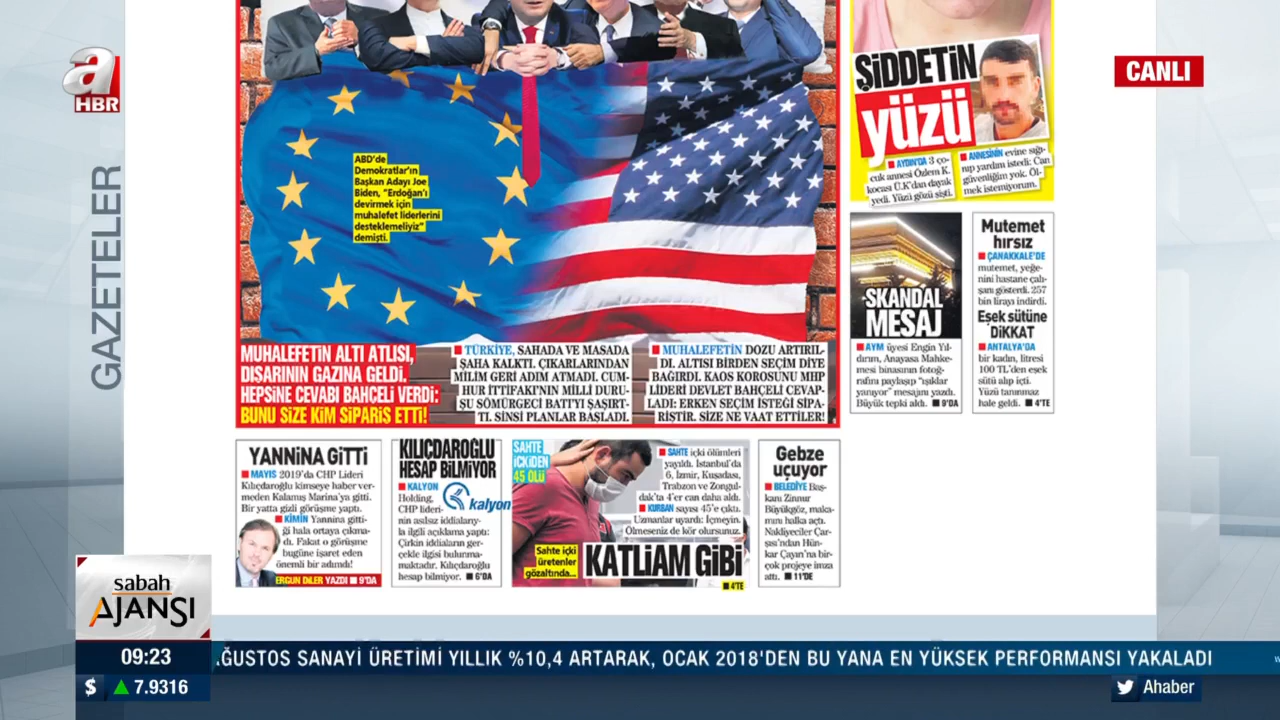 a
HBR
GAZETELER
CANLI
ABD’de
Demokratlar’ın
Başkan Adayı Joe
Biden, “Erdoğan’ı
devirmek için
muhalefet liderlerini
desteklemeliyiz”
demişti.
MUHALEFETİN ALTI ATLISI,
DIŞARININ GAZINA GELDİ.
HEPSİNE CEVABI BAHÇELİ VERDİ:
BUNU SİZE KİM SİPARİŞ ETTİ!
TÜRKİYE, SAHADA VE MASADA
ŞAHA KALKTI. ÇIKARLARINDAN
MİLİM GERİ ADIM ATMADI. CUM-
HUR İTTİFAKI’NIN MİLLİ DURU-
ŞU SÖMÜRGECİ BATI’YI ŞAŞIRT-
TI. SİNSİ PLANLAR BAŞLADI.
MUHALEFETİN DOZU ARTIRIL-
DI. ALTISI BİRDEN SEÇİM DİYE
BAĞIRDI. KAOS KOROSUNU MHP
LİDERİ DEVLET BAHÇELİ CEVAP-
LADI: ERKEN SEÇİM İSTEĞİ SİPA-
RİŞTİR. SİZE NE VAAT ETTİLER!
ŞİDDETİN
yüzü
AYDIN’DA 3 ço-
cuk annesi Özlem K.
kocası Ü.K’dan dayak
yedi. Yüzü gözü şişti.
ANNESİNİN evine sığı-
nıp yardım istedi: Can
güvenliğim yok. Öl-
mek istemiyorum.
SKANDAL
MESAJ
AYM üyesi Engin Yıl-
dırım, Anayasa Mahke-
mesi binasının fotoğ-
rafını paylaşıp “ışıklar
yanıyor” mesajını yazdı.
Büyük tepki aldı. 9’DA
Mutemet
hırsız
ÇANAKKALE’DE
mutemet, yeğe-
nini hastane çalı-
şanı gösterdi. 257
bin lirayı indirdi.
Eşek sütüne
DİKKAT
ANTALYA’DA
bir kadın, litresi
100 TL’den eşek
sütü alıp içti.
Yüzü tanınmaz
hale geldi. 4’TE
YANNİNA GİTTİ
MAYIS 2019’da CHP Lideri
Kılıçdaroğlu kimseye haber ver-
meden Kalamış Marina’ya gitti.
Bir yatta gizli görüşme yaptı.
KİMİN Yannina gitti-
ği hala ortaya çıkma-
dı. Fakat o görüşme
bugüne işaret eden
önemli bir adımdı!
ERGÜN DİLER YAZDI 9’DA
KILIÇDAROĞLU
HESAP BİLMİYOR
KALYON
Holding,
CHP lideri-
nin asılsız iddialarıy-
la ilgili açıklama yaptı:
Çirkin iddiaların ger-
çekle ilgisi bulunma-
maktadır. Kılıçdaroğlu
hesap bilmiyor. 6’DA
kalyon
SAHTE
İÇKİDEN
45 ÖLÜ
SAHTE içki ölümleri
yayıldı. İstanbul’da
6, İzmir, Kuşadası,
Trabzon ve Zongul-
dak’ta 4’er can daha aldı.
KURBAN sayısı 45’e çıktı.
Uzmanlar uyardı: İçmeyin.
Ölmeseniz de kör olursunuz.
Sahte içki
üretenler
gözaltında...
KATLİAM GİBİ
4’TE
Gebze
uçuyor
BELEDİYE Baş-
kanı Zinnur
Büyükgöz, maka-
mını halka açtı.
Nakliyeciler Çar-
şısı’ndan Hün-
kar Çayırı’na bir-
çok projeye imza
attı. 11’DE
sabah
AJANSI
09:23
AĞUSTOS SANAYİ ÜRETİMİ YILLIK %10,4 ARTARAK, OCAK 2018'DEN BU YANA EN YÜKSEK PERFORMANSI YAKALADI
$ 7.9316
Ahaber